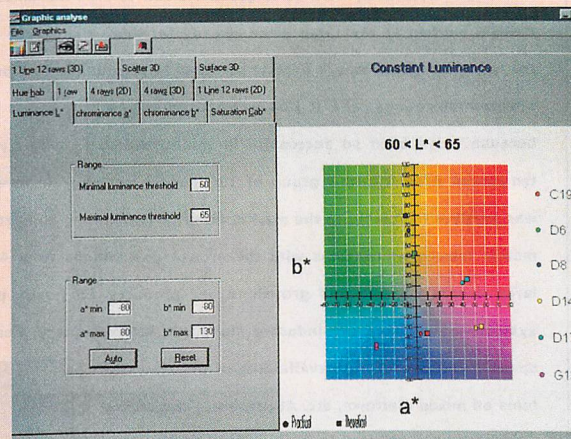 Graphic analyse
File Graphics
1 Line 12 raws (3D) Scatter 3D Surface 3D
Hue hab 1 raw 4 raws (2D) 4 raws (3D) 1 Line 12 raws (2D)
Luminance L* chrominance a* chrominance b* Saturation Cab*
Range
Minimal luminance threshold 60
Maximal luminance threshold 65
Range
a* min -80 b* min -80
a* max 80 b* max 130
Auto Reset
Constant Luminance
60 < L* < 65
b*
a*
C19
D6
D8
D14
D1
G1
Practical Theoretical